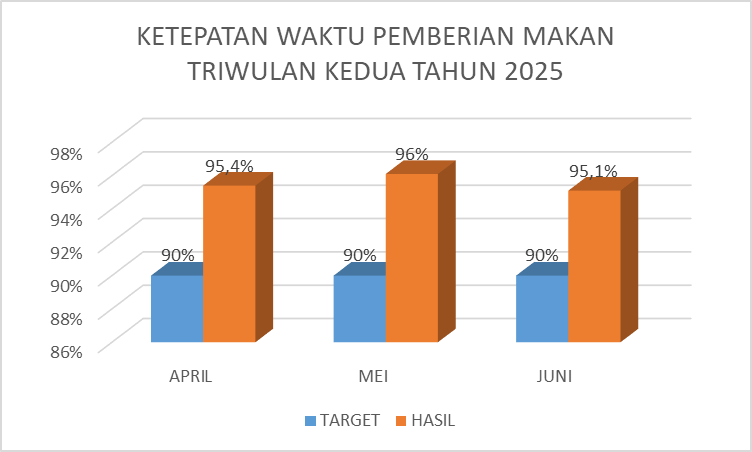 KETEPATAN WAKTU PEMBERIAN MAKAN
TRIWULAN KEDUA TAHUN 2025
98%
96%
94%
92%
90%
88%
86%
90%
95,4%
90%
96%
90%
95,1%
APRIL
MEI
JUNI
TARGET
HASIL